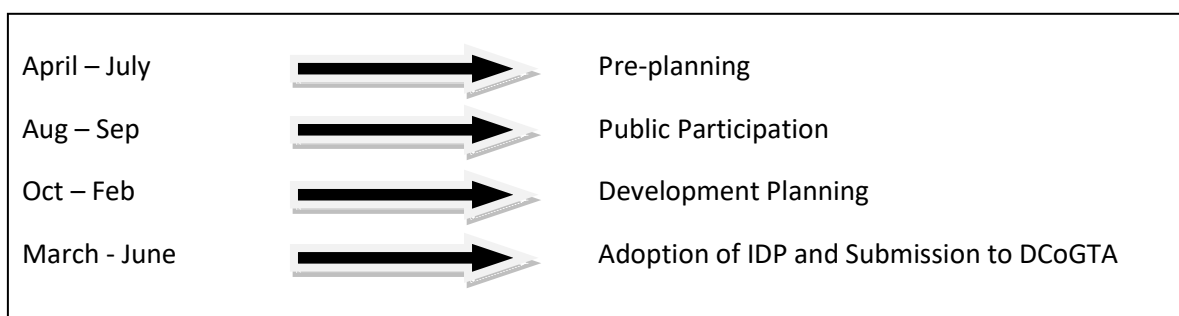 April – July Pre-planning
Aug – Sep Public Participation
Oct – Feb Development Planning
March - June Adoption of IDP and Submission to DCoGTA